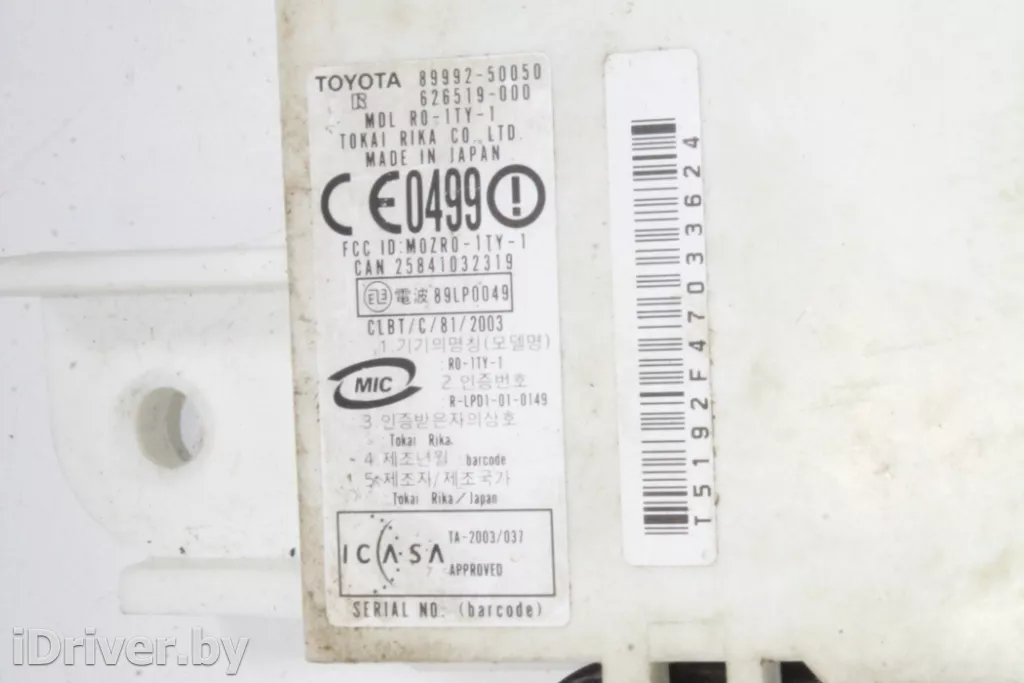 TOYOTA 89992-50050
R 626519-000
MDL RO-1TY-1
TOKAI RIKA CO.,LTD.
MADE IN JAPAN
CE0499
FCC ID:MOZRO-1TY-1
CAN 25841032319
電波 89LP0049
CLBT/C/81/2003
1 기기의명칭(모델명)
: RO-1TY-1
MIC
2 인증번호
: R-LPD1-01-0149
3 인증받은자의상호
: Tokai Rika
4 제조년월 barcode
5 제조자/제조국가
Tokai Rika/Japan
ICASA
TA-2003/037
APPROVED
SERIAL NO. (barcode)
T5192F47033624
iDriver.by